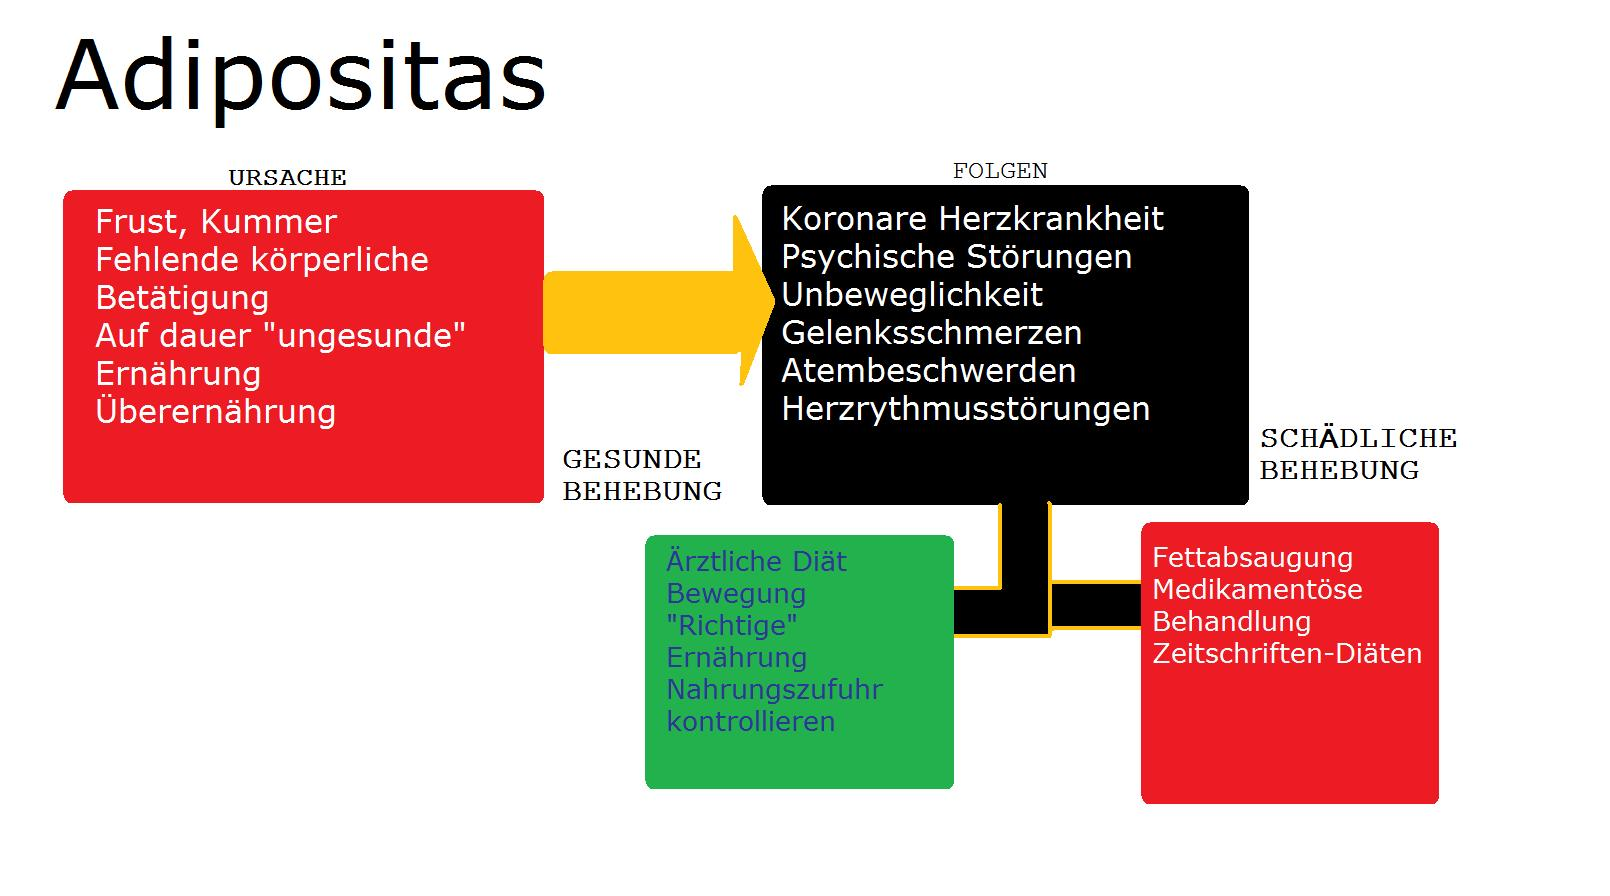 Adipositas
URSACHE
Frust, Kummer
Fehlende körperliche
Betätigung
Auf dauer "ungesunde"
Ernährung
Überernährung
FOLGEN
Koronare Herzkrankheit
Psychische Störungen
Unbeweglichkeit
Gelenksschmerzen
Atembeschwerden
Herzrythmusstörungen
GESUNDE
BEHEBUNG
Ärztliche Diät
Bewegung
"Richtige"
Ernährung
Nahrungszufuhr
kontrollieren
SCHÄDLICHE
BEHEBUNG
Fettabsaugung
Medikamentöse
Behandlung
Zeitschriften-Diäten